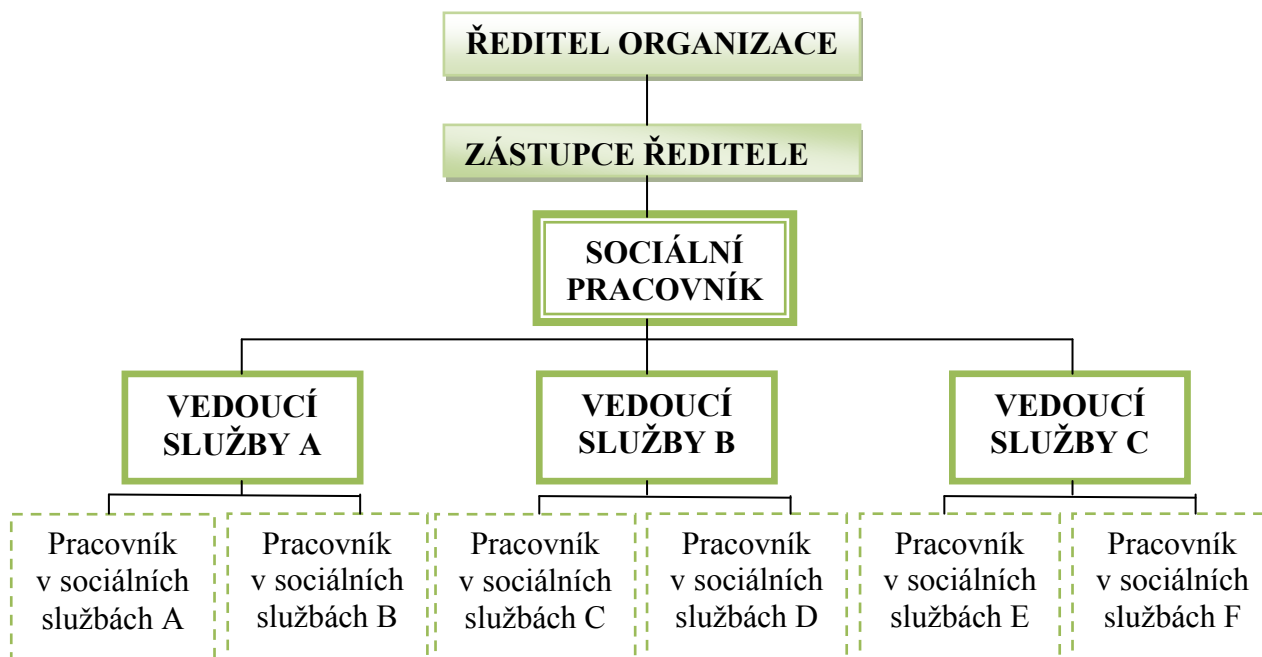 ŘEDITEL ORGANIZACE
ZÁSTUPCE ŘEDITELE
SOCIÁLNÍ
PRACOVNÍK
VEDOUCÍ
SLUŽBY A
VEDOUCÍ
SLUŽBY B
VEDOUCÍ
SLUŽBY C
Pracovník
v sociálních
službách A
Pracovník
v sociálních
službách B
Pracovník
v sociálních
službách C
Pracovník
v sociálních
službách D
Pracovník
v sociálních
službách E
Pracovník
v sociálních
službách F